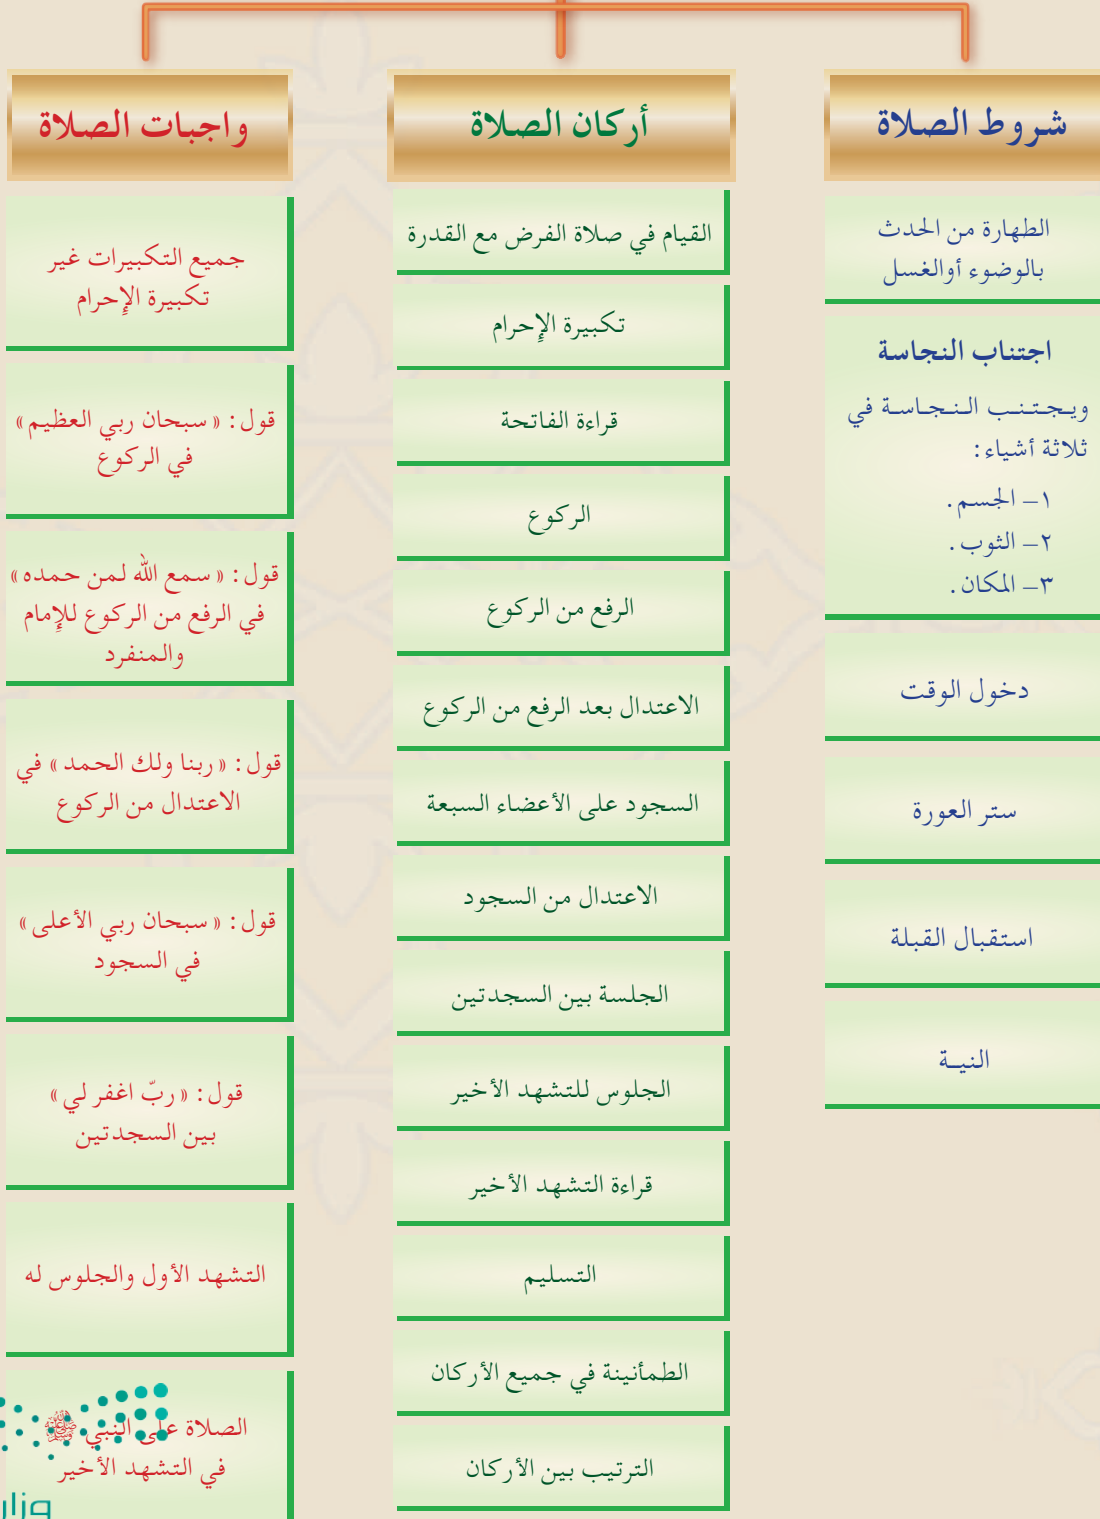 شروط الصلاة
الطهارة من الحدث
بالوضوء أوالغسل
اجتناب النجاسة
ويجتنب النجاسة في
ثلاثة أشياء :
١– الجسم .
٢– الثوب .
٣– المكان .
دخول الوقت
ستر العورة
استقبال القبلة
النية
أركان الصلاة
القيام في صلاة الفرض مع القدرة
تكبيرة الإحرام
قراءة الفاتحة
الركوع
الرفع من الركوع
الاعتدال بعد الرفع من الركوع
السجود على الأعضاء السبعة
الاعتدال من السجود
الجلسة بين السجدتين
الجلوس للتشهد الأخير
قراءة التشهد الأخير
التسليم
الطمأنينة في جميع الأركان
الترتيب بين الأركان
واجبات الصلاة
جميع التكبيرات غير
تكبيرة الإحرام
قول : « سبحان ربي العظيم »
في الركوع
قول : « سمع الله لمن حمده »
في الرفع من الركوع للإمام
والمنفرد
قول : « ربنا ولك الحمد » في
الاعتدال من الركوع
قول : « سبحان ربي الأعلى »
في السجود
قول : « ربّ اغفر لي »
بين السجدتين
التشهد الأول والجلوس له
الصلاة على النبي ﷺ
في التشهد الأخير